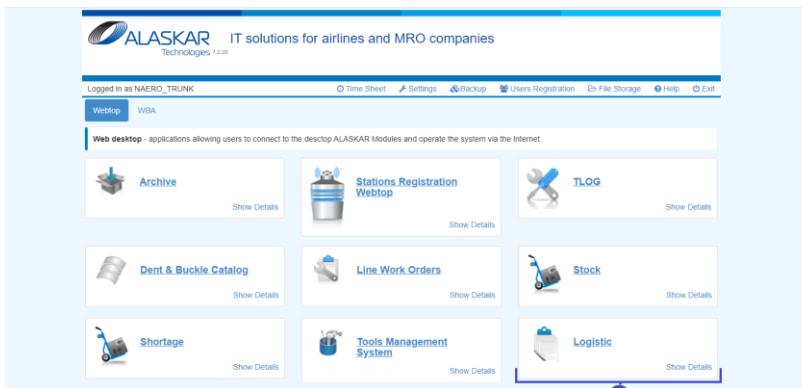 ALASKAR
Technologies 7.2.20
IT solutions for airlines and MRO companies
Logged in as NAERO_TRUNK
Time Sheet Settings Backup Users Registration File Storage Help Exit
Webtop WBA
Web desktop - applications allowing users to connect to the desctop ALASKAR Modules and operate the system via the Internet
Archive
Show Details
Stations Registration
Webtop
Show Details
TLOG
Show Details
Dent & Buckle Catalog
Show Details
Line Work Orders
Show Details
Stock
Show Details
Shortage
Show Details
Tools Management
System
Show Details
Logistic
Show Details